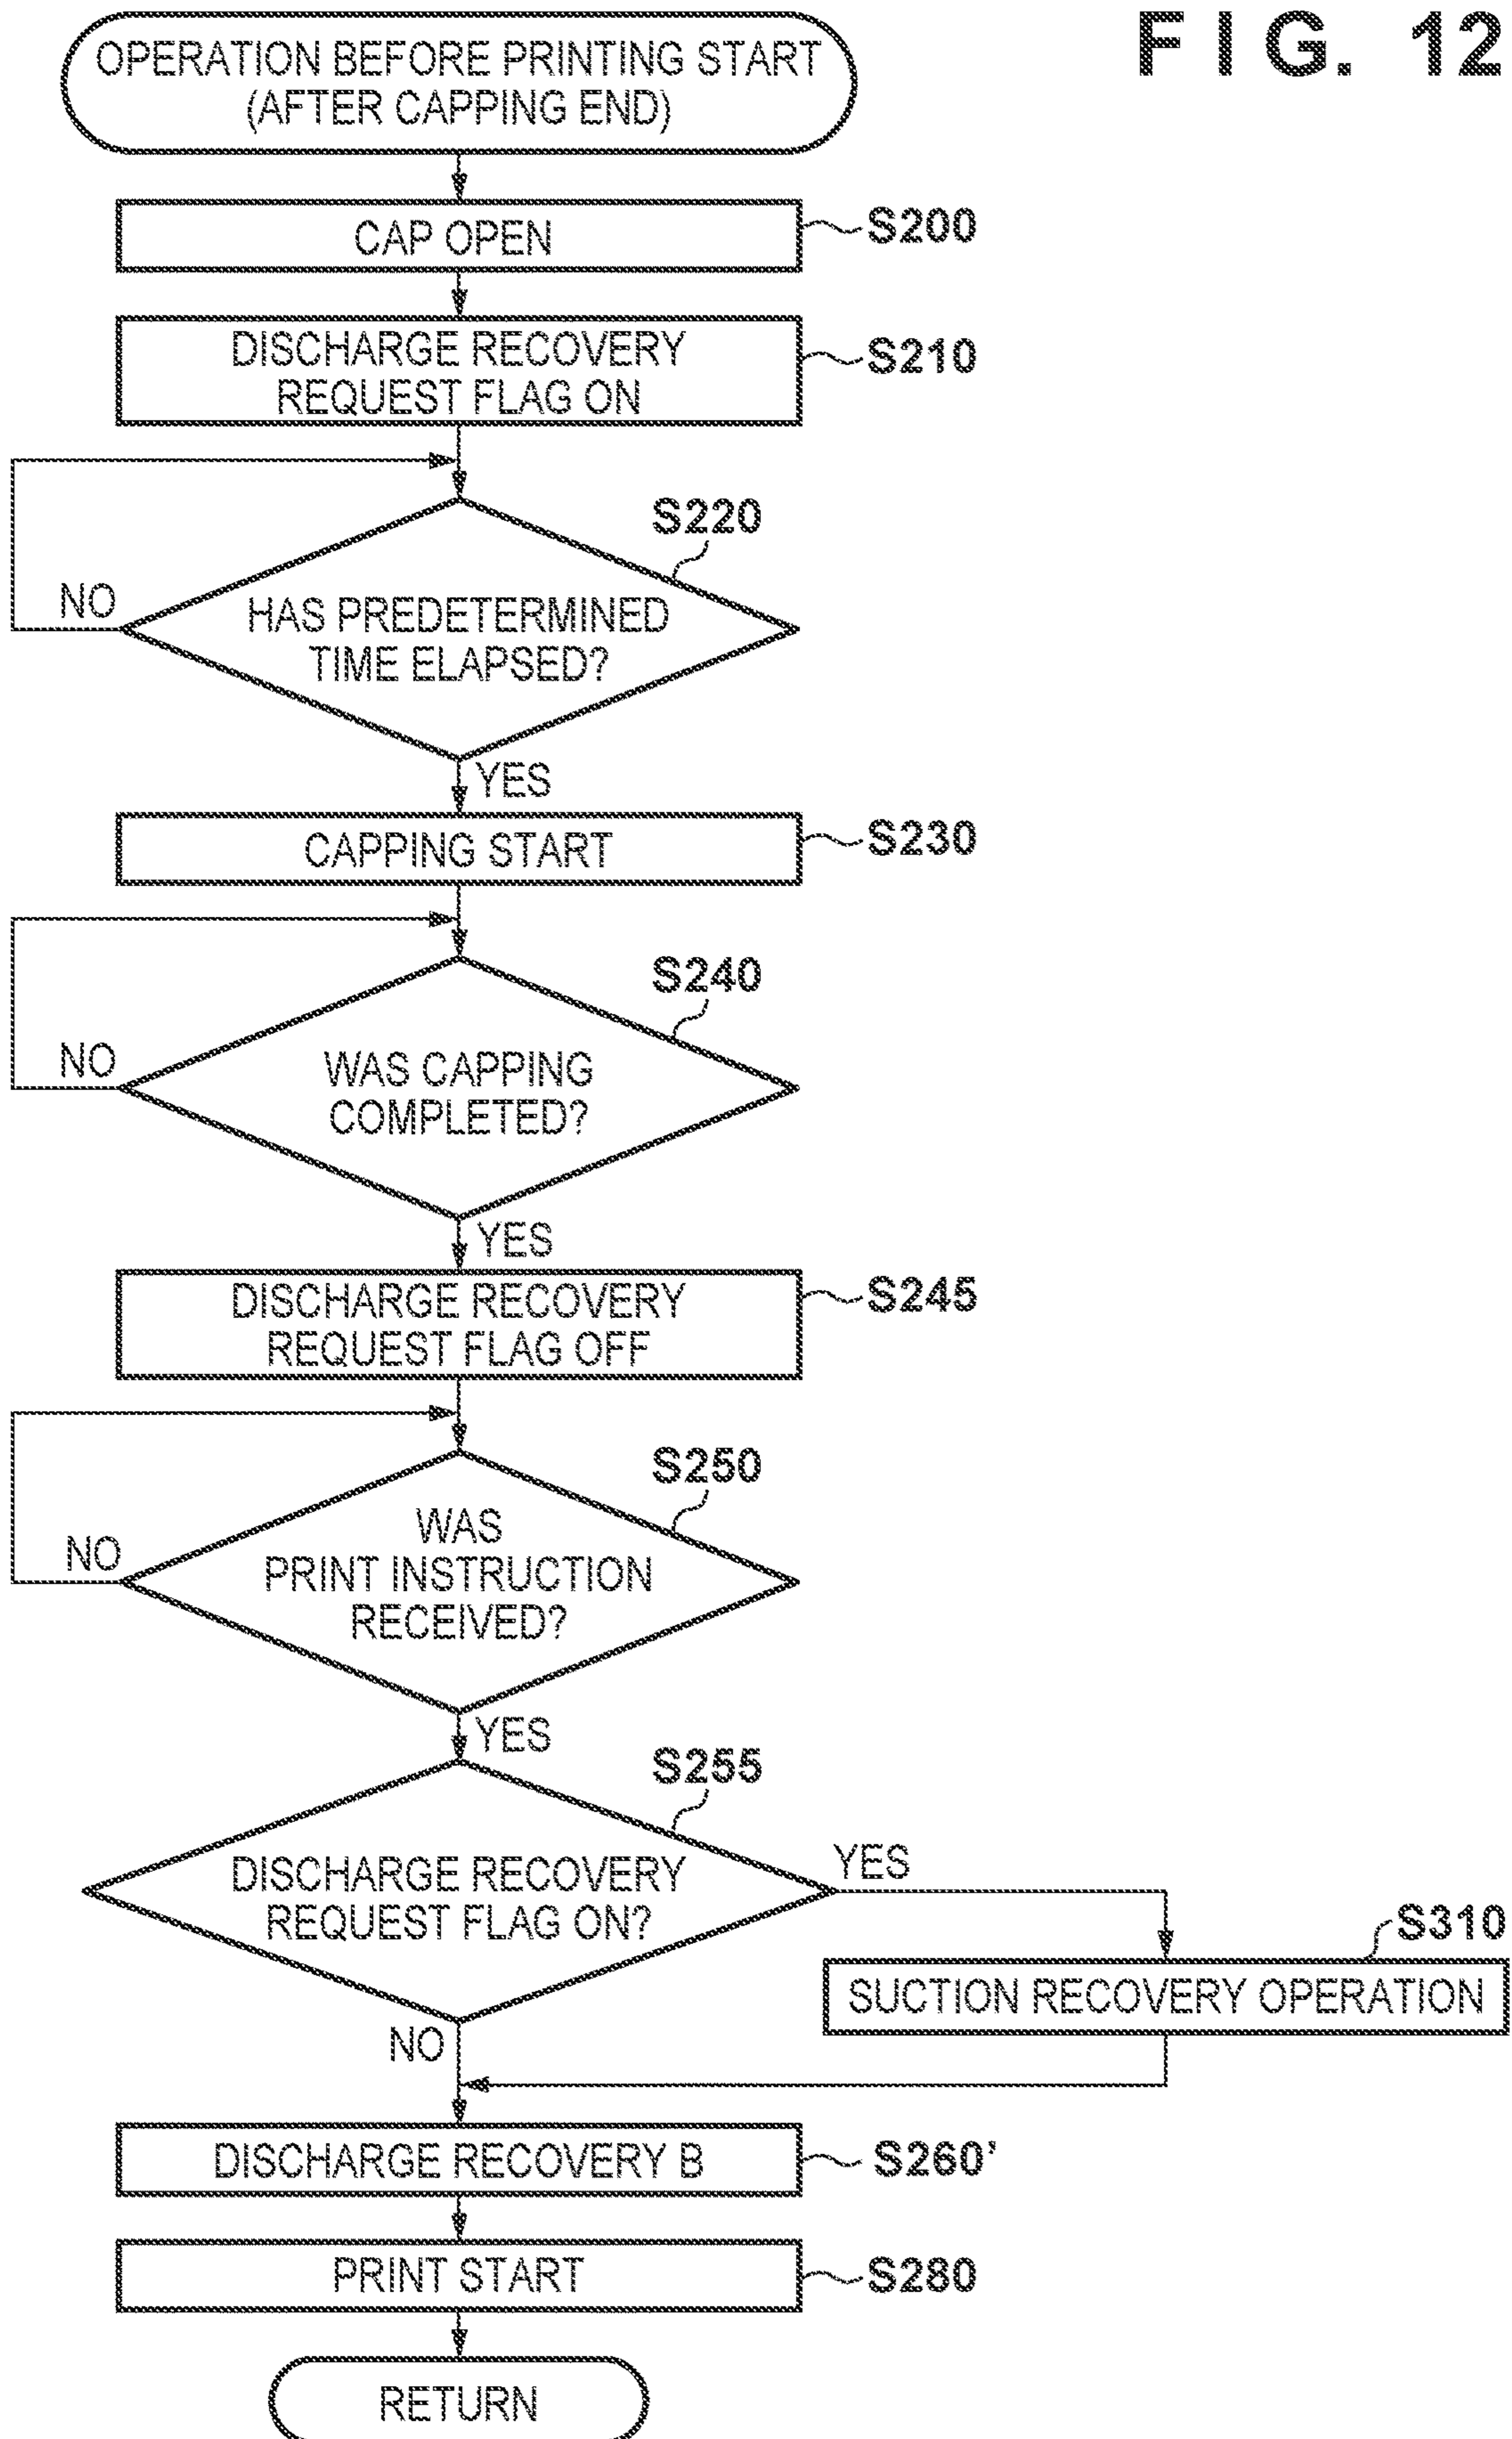 FIG. 12
OPERATION BEFORE PRINTING START
(AFTER CAPPING END)
CAP OPEN
S200
DISCHARGE RECOVERY
REQUEST FLAG ON
S210
S220
NO
HAS PREDETERMINED
TIME ELAPSED?
YES
CAPPING START
S230
S240
NO
WAS CAPPING
COMPLETED?
YES
DISCHARGE RECOVERY
REQUEST FLAG OFF
S245
S250
NO
WAS
PRINT INSTRUCTION
RECEIVED?
YES
S255
DISCHARGE RECOVERY
REQUEST FLAG ON?
YES
S310
SUCTION RECOVERY OPERATION
NO
DISCHARGE RECOVERY B
S260’
PRINT START
S280
RETURN